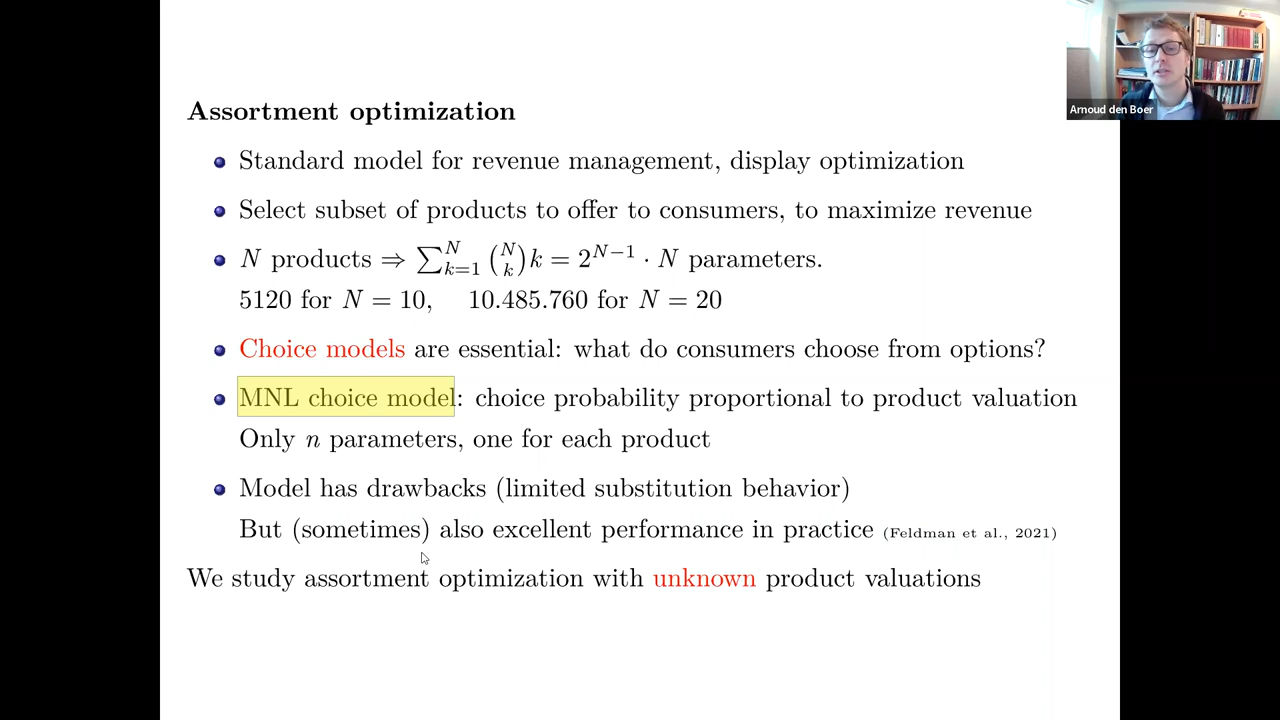 Arnoud den Boer
Assortment optimization
Standard model for revenue management, display optimization
Select subset of products to offer to consumers, to maximize revenue
N products ⇒ ∑_{k=1}^{N} \binom{N}{k} k = 2^{N−1} · N parameters.
5120 for N = 10, 10.485.760 for N = 20
Choice models are essential: what do consumers choose from options?
MNL choice model: choice probability proportional to product valuation
Only n parameters, one for each product
Model has drawbacks (limited substitution behavior)
But (sometimes) also excellent performance in practice (Feldman et al., 2021)
We study assortment optimization with unknown product valuations